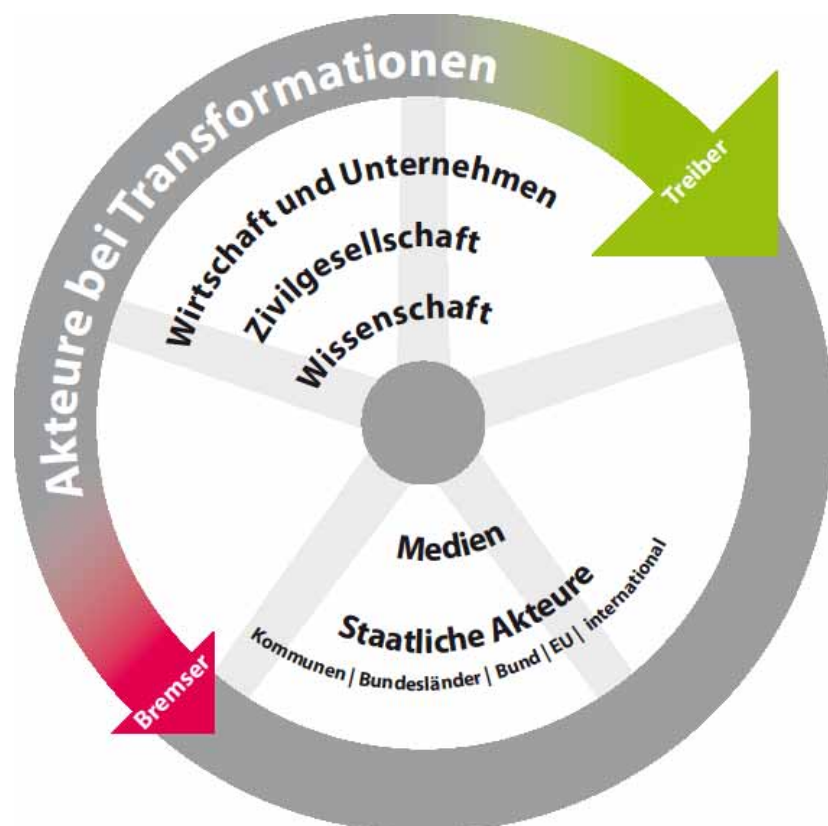 Akteure bei Transformationen
Treiber
Wirtschaft und Unternehmen
Zivilgesellschaft
Wissenschaft
Medien
Staatliche Akteure
Kommunen | Bundesländer | Bund | EU | international
Bremser